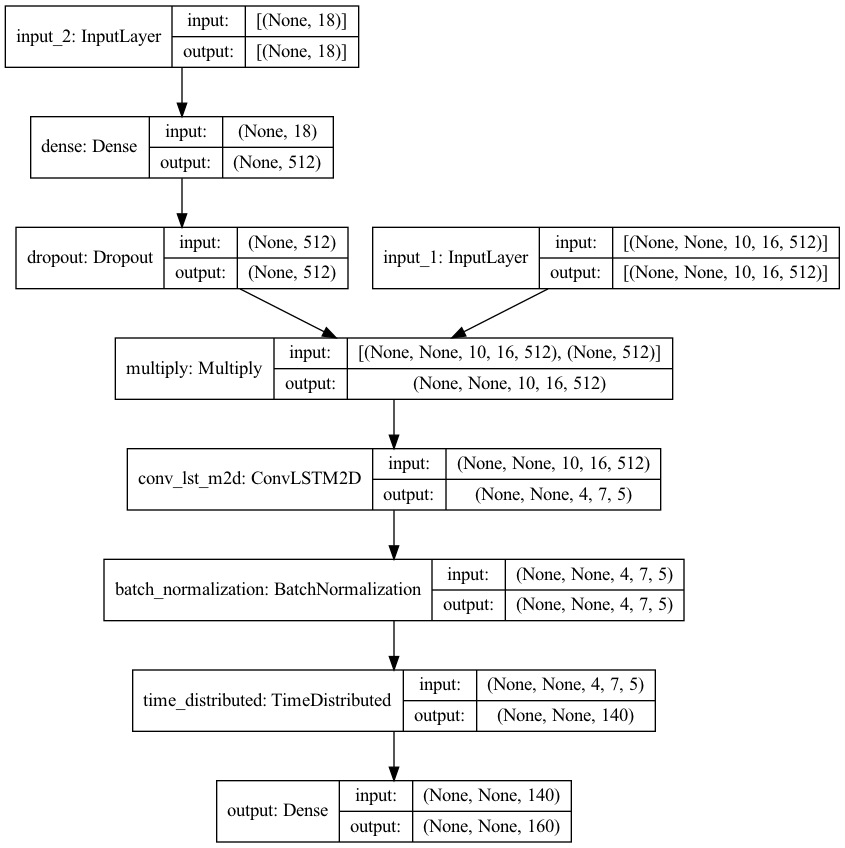 input_2: InputLayer
input: [(None, 18)]
output: [(None, 18)]
dense: Dense
input: (None, 18)
output: (None, 512)
dropout: Dropout
input: (None, 512)
output: (None, 512)
input_1: InputLayer
input: [(None, None, 10, 16, 512)]
output: [(None, None, 10, 16, 512)]
multiply: Multiply
input: [(None, None, 10, 16, 512), (None, 512)]
output: (None, None, 10, 16, 512)
conv_lst_m2d: ConvLSTM2D
input: (None, None, 10, 16, 512)
output: (None, None, 4, 7, 5)
batch_normalization: BatchNormalization
input: (None, None, 4, 7, 5)
output: (None, None, 4, 7, 5)
time_distributed: TimeDistributed
input: (None, None, 4, 7, 5)
output: (None, None, 140)
output: Dense
input: (None, None, 140)
output: (None, None, 160)